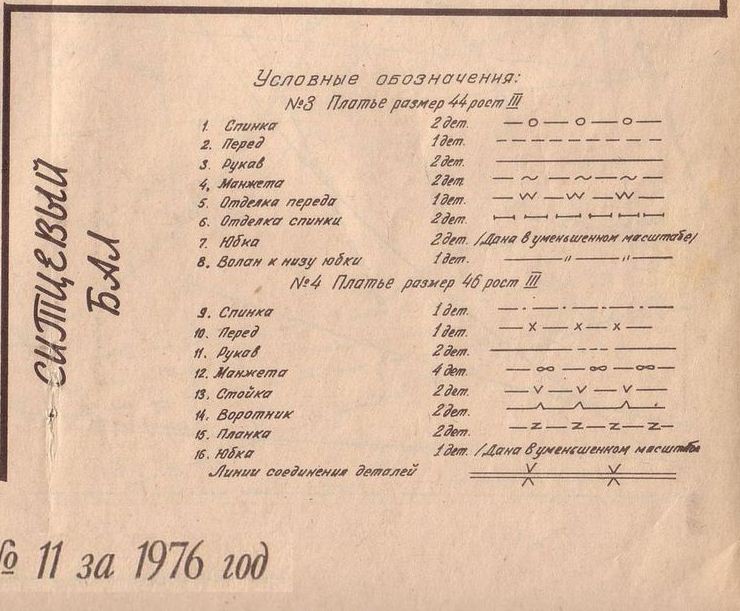 Условные обозначения:
№3 Платье размер 44 рост III
1. Спинка 2 дет.
2. Перед 1 дет.
3. Рукав 2 дет.
4. Манжета 2 дет.
5. Отделка переда 1 дет.
6. Отделка спинки 2 дет.
7. Юбка 2 дет. /Дана в уменьшенном масштабе/
8. Волан к низу юбки 1 дет.
№4 Платье размер 46 рост III
9. Спинка 1 дет.
10. Перед 1 дет.
11. Рукав 2 дет.
12. Манжета 4 дет.
13. Стойка 2 дет.
14. Воротник 2 дет.
15. Планка 2 дет.
16. Юбка 1 дет. /Дана в уменьшенном масштабе
Линии соединения деталей
СИТЦЕВЫЙ
БАЛ
№ 11 за 1976 год